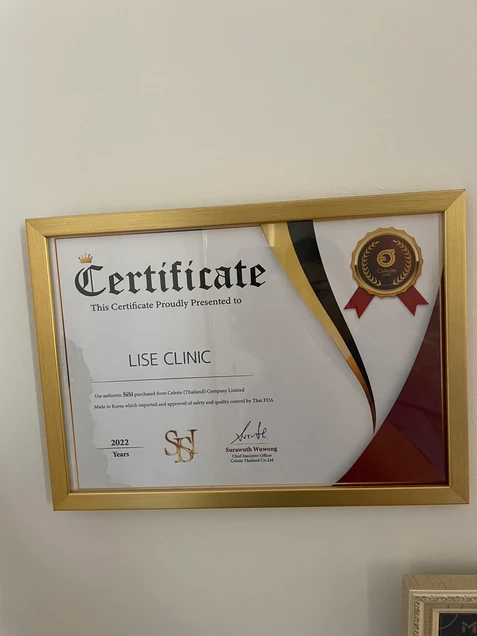 Certificate
This Certificate Proudly Presented to
Celeste
LISE CLINIC
Use authentic SiSi purchased from Celeste (Thailand) Company Limited
Made in Korea which imported and approved of safety and quality control by Thai FDA
2022
Years
SiSi
Surawuth Wuwong
Chief Executive Officer
Celeste Thailand Co.,Ltd
M